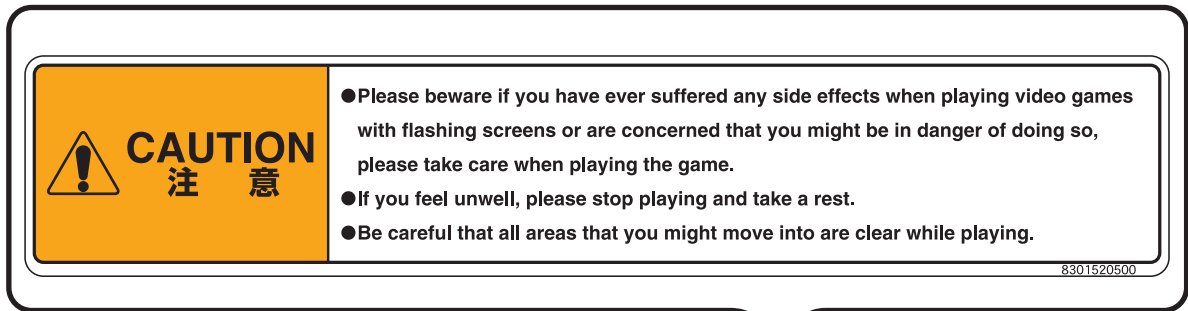 CAUTION
注 意
●Please beware if you have ever suffered any side effects when playing video games
with flashing screens or are concerned that you might be in danger of doing so,
please take care when playing the game.
●If you feel unwell, please stop playing and take a rest.
●Be careful that all areas that you might move into are clear while playing.
8301520500